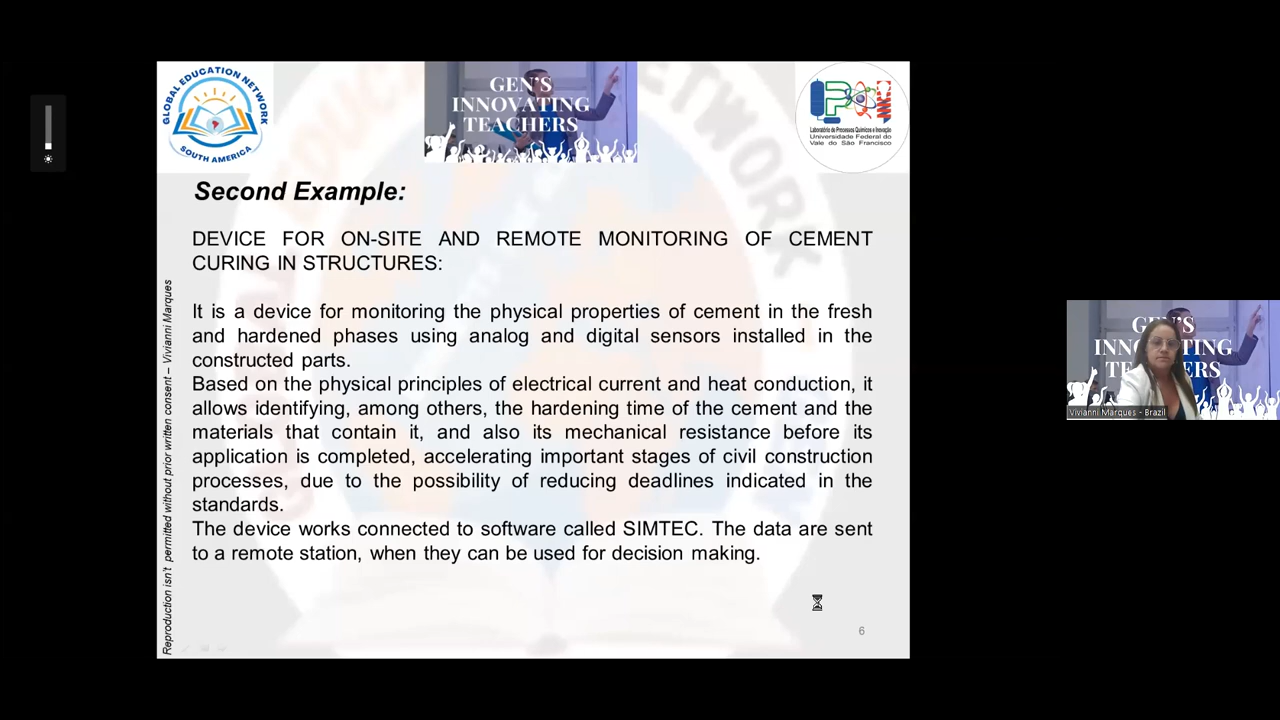 GLOBAL EDUCATION NETWORK
SOUTH AMERICA
GEN'S
INNOVATING
TEACHERS
Laboratório de Processos Químicos e Inovação
Universidade Federal do
Vale do São Francisco
Second Example:
DEVICE FOR ON-SITE AND REMOTE MONITORING OF CEMENT
CURING IN STRUCTURES:
It is a device for monitoring the physical properties of cement in the fresh
and hardened phases using analog and digital sensors installed in the
constructed parts.
Based on the physical principles of electrical current and heat conduction, it
allows identifying, among others, the hardening time of the cement and the
materials that contain it, and also its mechanical resistance before its
application is completed, accelerating important stages of civil construction
processes, due to the possibility of reducing deadlines indicated in the
standards.
The device works connected to software called SIMTEC. The data are sent
to a remote station, when they can be used for decision making.
Reproduction isn't permitted without prior written consent – Vivianni Marques
6
GEN'S
Vivianni Marques - Brazil